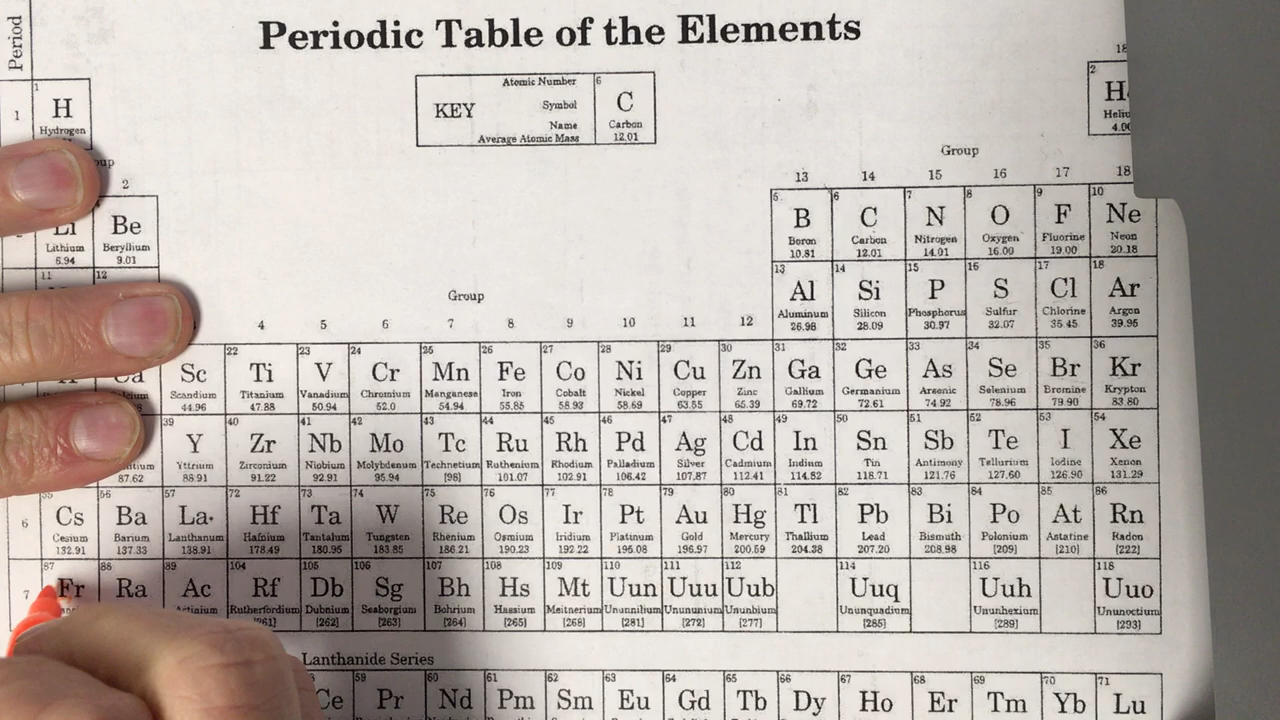 Periodic Table of the Elements
Period
18
1
1
H
Hydrogen
KEY
Atomic Number
Symbol
Name
Average Atomic Mass
6
C
Carbon
12.01
2
4.00
Group
2
13 14 15 16 17 18
Li Be
Lithium Beryllium
6.94 9.01
5 6 7 8 9 10
B C N O F Ne
Boron Carbon Nitrogen Oxygen Fluorine Neon
10.81 12.01 14.01 16.00 19.00 20.18
11 12
13 14 15 16 17 18
Al Si P S Cl Ar
Aluminum Silicon Phosphorus Sulfur Chlorine Argon
26.98 28.09 30.97 32.07 35.45 39.95
Group
4 5 6 7 8 9 10 11 12
22 23 24 25 26 27 28 29 30 31 32 33 34 35 36
Sc Ti V Cr Mn Fe Co Ni Cu Zn Ga Ge As Se Br Kr
Scandium Titanium Vanadium Chromium Manganese Iron Cobalt Nickel Copper Zinc Gallium Germanium Arsenic Selenium Bromine Krypton
44.96 47.88 50.94 52.0 54.94 55.85 58.93 58.69 63.55 65.39 69.72 72.61 74.92 78.96 79.90 83.80
39 40 41 42 43 44 45 46 47 48 49 50 51 52 53 54
Y Zr Nb Mo Tc Ru Rh Pd Ag Cd In Sn Sb Te I Xe
Yttrium Zirconium Niobium Molybdenum Technetium Ruthenium Rhodium Palladium Silver Cadmium Indium Tin Antimony Tellurium Iodine Xenon
87.62 88.91 91.22 92.91 95.94 [98] 101.07 102.91 106.42 107.87 112.41 114.82 118.71 121.76 127.60 126.90 131.29
6
55 56 57 72 73 74 75 76 77 78 79 80 81 82 83 84 85 86
Cs Ba La* Hf Ta W Re Os Ir Pt Au Hg Tl Pb Bi Po At Rn
Cesium Barium Lanthanum Hafnium Tantalum Tungsten Rhenium Osmium Iridium Platinum Gold Mercury Thallium Lead Bismuth Polonium Astatine Radon
132.91 137.33 138.91 178.49 180.95 183.85 186.21 190.23 192.22 195.08 196.97 200.59 204.38 207.20 208.98 [209] [210] [222]
7
87 88 89 104 105 106 107 108 109 110 111 112 114 116 118
Fr Ra Ac Rf Db Sg Bh Hs Mt Uun Uuu Uub Uuq Uuh Uuo
Actinium Rutherfordium Dubnium Seaborgium Bohrium Hassium Meitnerium Ununnilium Unununium Ununbium Ununquadium Ununhexium Ununoctium
[261] [262] [263] [264] [265] [268] [281] [272] [277] [285] [289] [293]
Lanthanide Series
59 60 61 62 63 64 65 66 67 68 69 70 71
Ce Pr Nd Pm Sm Eu Gd Tb Dy Ho Er Tm Yb Lu